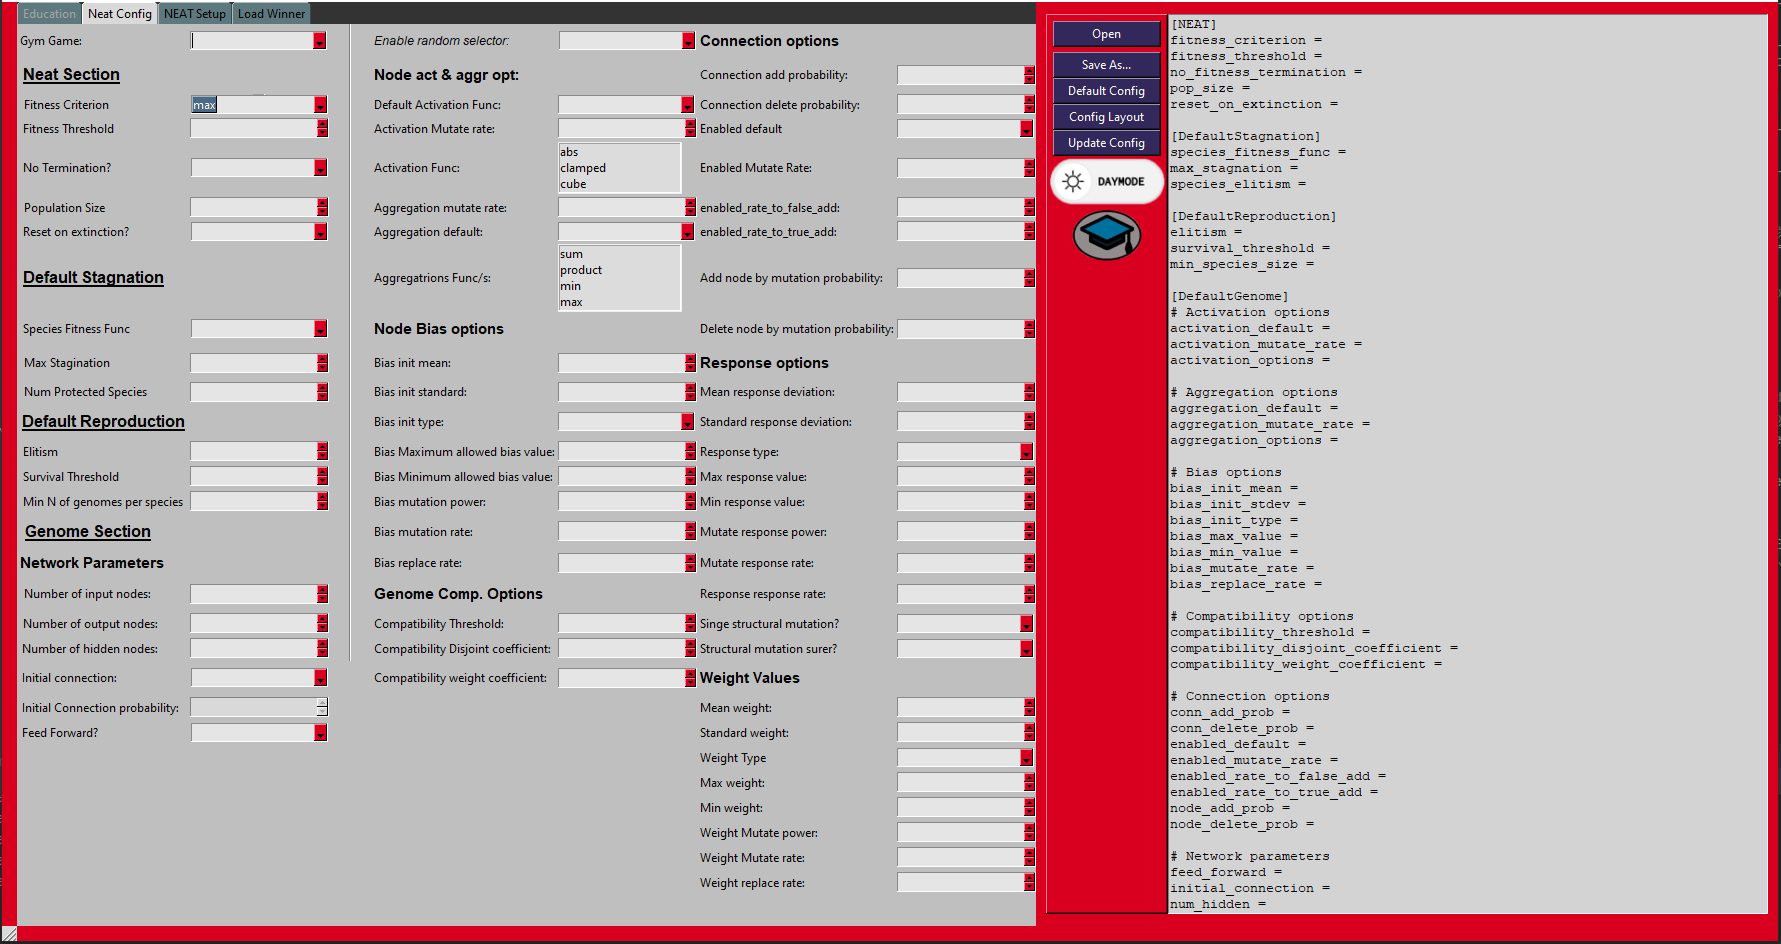 Education
Neat Config
NEAT Setup
Load Winner
Gym Game:
Neat Section
Fitness Criterion
max
Fitness Threshold
No Termination?
Population Size
Reset on extinction?
Default Stagnation
Species Fitness Func
Max Stagination
Num Protected Species
Default Reproduction
Elitism
Survival Threshold
Min N of genomes per species
Genome Section
Network Parameters
Number of input nodes:
Number of output nodes:
Number of hidden nodes:
Initial connection:
Initial Connection probability:
Feed Forward?
Enable random selector:
Node act & aggr opt:
Default Activation Func:
Activation Mutate rate:
Activation Func:
abs
clamped
cube
Aggregation mutate rate:
Aggregation default:
Aggregatrions Func/s:
sum
product
min
max
Node Bias options
Bias init mean:
Bias init standard:
Bias init type:
Bias Maximum allowed bias value:
Bias Minimum allowed bias value:
Bias mutation power:
Bias mutation rate:
Bias replace rate:
Genome Comp. Options
Compatibility Threshold:
Compatibility Disjoint coefficient:
Compatibility weight coefficient:
Connection options
Connection add probability:
Connection delete probability:
Enabled default
Enabled Mutate Rate:
enabled_rate_to_false_add:
enabled_rate_to_true_add:
Add node by mutation probability:
Delete node by mutation probability:
Response options
Mean response deviation:
Standard response deviation:
Response type:
Max response value:
Min response value:
Mutate response power:
Mutate response rate:
Response response rate:
Singe structural mutation?
Structural mutation surer?
Weight Values
Mean weight:
Standard weight:
Weight Type
Max weight:
Min weight:
Weight Mutate power:
Weight Mutate rate:
Weight replace rate:
Open
Save As...
Default Config
Config Layout
Update Config
DAYMODE
[NEAT]
fitness_criterion =
fitness_threshold =
no_fitness_termination =
pop_size =
reset_on_extinction =
[DefaultStagnation]
species_fitness_func =
max_stagnation =
species_elitism =
[DefaultReproduction]
elitism =
survival_threshold =
min_species_size =
[DefaultGenome]
# Activation options
activation_default =
activation_mutate_rate =
activation_options =
# Aggregation options
aggregation_default =
aggregation_mutate_rate =
aggregation_options =
# Bias options
bias_init_mean =
bias_init_stdev =
bias_init_type =
bias_max_value =
bias_min_value =
bias_mutate_rate =
bias_replace_rate =
# Compatibility options
compatibility_threshold =
compatibility_disjoint_coefficient =
compatibility_weight_coefficient =
# Connection options
conn_add_prob =
conn_delete_prob =
enabled_default =
enabled_mutate_rate =
enabled_rate_to_false_add =
enabled_rate_to_true_add =
node_add_prob =
node_delete_prob =
# Network parameters
feed_forward =
initial_connection =
num_hidden =